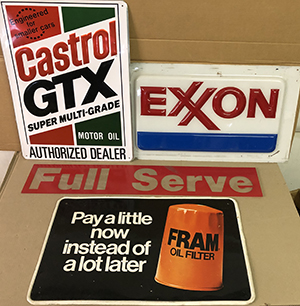 Engineered for
smaller cars
Castrol
GTX
SUPER MULTI-GRADE
MOTOR OIL
AUTHORIZED DEALER
EXXON
Full Serve
Pay a little
now
instead of
a lot later
FRAM
OIL FILTER